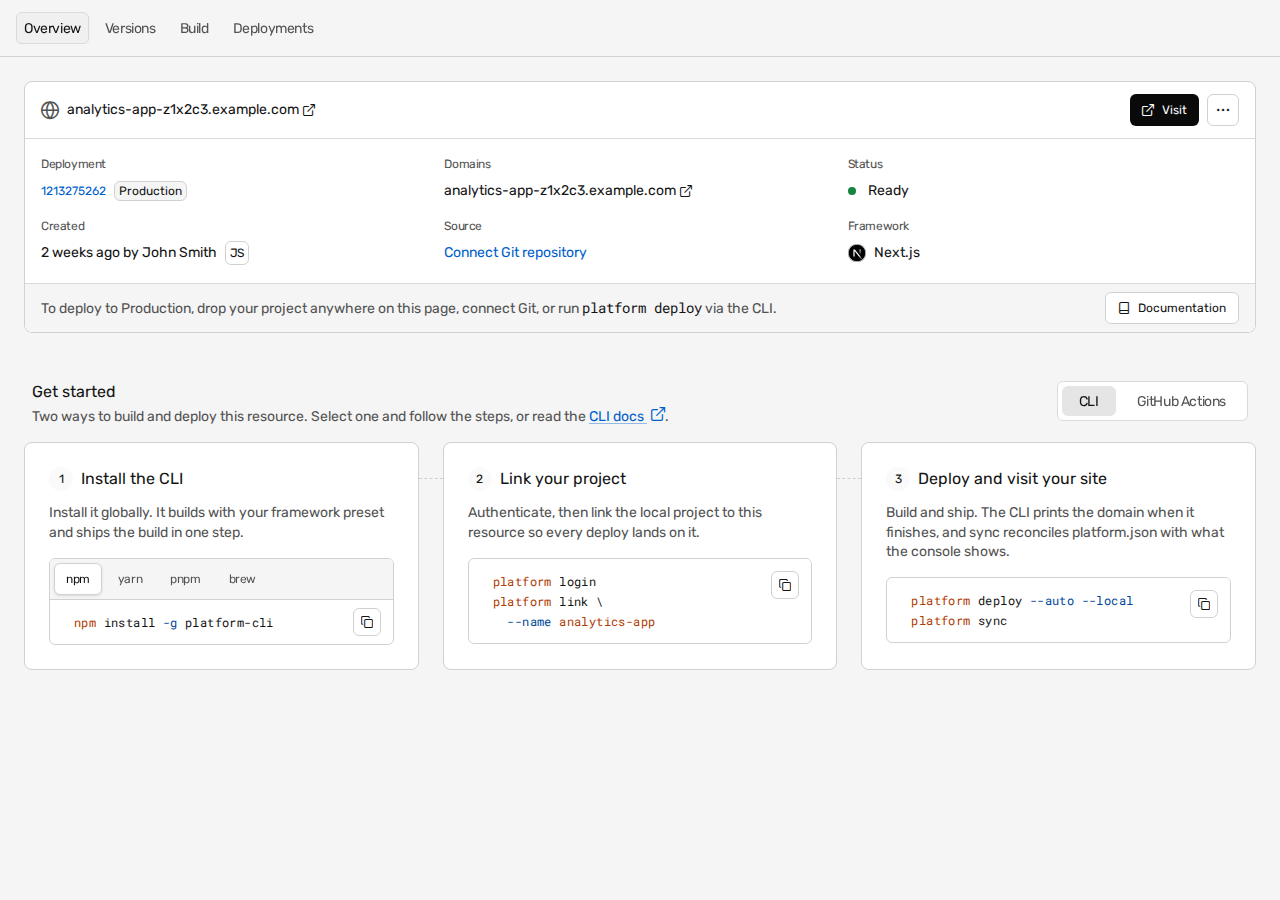 Overview Versions Build Deployments
analytics-app-z1x2c3.example.com Visit
Deployment Domains Status
1213275262 Production analytics-app-z1x2c3.example.com Ready
Created Source Framework
2 weeks ago by John Smith JS Connect Git repository Next.js
To deploy to Production, drop your project anywhere on this page, connect Git, or run platform deploy via the CLI. Documentation
Get started
Two ways to build and deploy this resource. Select one and follow the steps, or read the CLI docs.
CLI GitHub Actions
1 Install the CLI
Install it globally. It builds with your framework preset
and ships the build in one step.
npm yarn pnpm brew
npm install -g platform-cli
2 Link your project
Authenticate, then link the local project to this
resource so every deploy lands on it.
platform login
platform link \
--name analytics-app
3 Deploy and visit your site
Build and ship. The CLI prints the domain when it
finishes, and sync reconciles platform.json with what
the console shows.
platform deploy --auto --local
platform sync